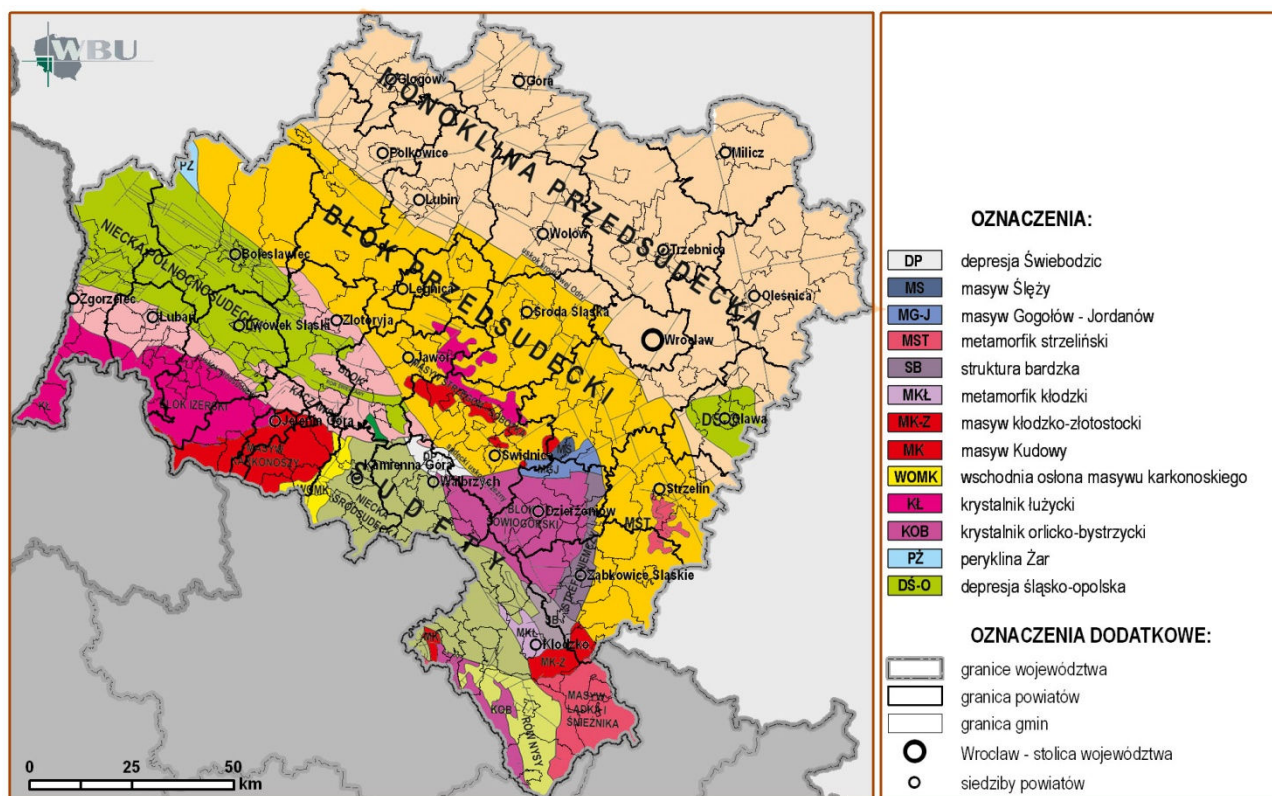 WBU
MONOKLINA PRZEDSUDECKA
BLOK PRZEDSUDECKI
SUDETY
Głogów
Góra
Polkowice
Milicz
PŻ
Lubin
Wołów
Trzebnica
NIECKA PÓŁNOCNOSUDECKA
Bolesławiec
Legnica
Oleśnica
Zgorzelec
Lubań
Lwówek Śląski
Złotoryja
Środa Śląska
Wrocław
Jawor
BLOK
KACZAWSKI
KŁ
BLOK IZERSKI
DŚ-O
Oława
Jelenia Góra
MASYW
KARKONOSZY
Świdnica
MS
MG-J
DP
Kamienna Góra
Wałbrzych
WOMK
NIECKA
ŚRÓDSUDECKA
BLOK
SOWIOGÓRSKI
Dzierżoniów
Strzelin
MST
Ząbkowice Śląskie
SB
MKŁ
Kłodzko
MK
MK-Z
MASYW
LĄDKA I
ŚNIEŻNIKA
KOB
RÓW NYSY
0 25 50
km
OZNACZENIA:
DP depresja Świebodzic
MS masyw Ślęży
MG-J masyw Gogołów - Jordanów
MST metamorfik strzeliński
SB struktura bardzka
MKŁ metamorfik kłodzki
MK-Z masyw kłodzko-złotostocki
MK masyw Kudowy
WOMK wschodnia osłona masywu karkonoskiego
KŁ krystalnik łużycki
KOB krystalnik orlicko-bystrzycki
PŻ peryklina Żar
DŚ-O depresja śląsko-opolska
OZNACZENIA DODATKOWE:
granice województwa
granica powiatów
granica gmin
Wrocław - stolica województwa
siedziby powiatów